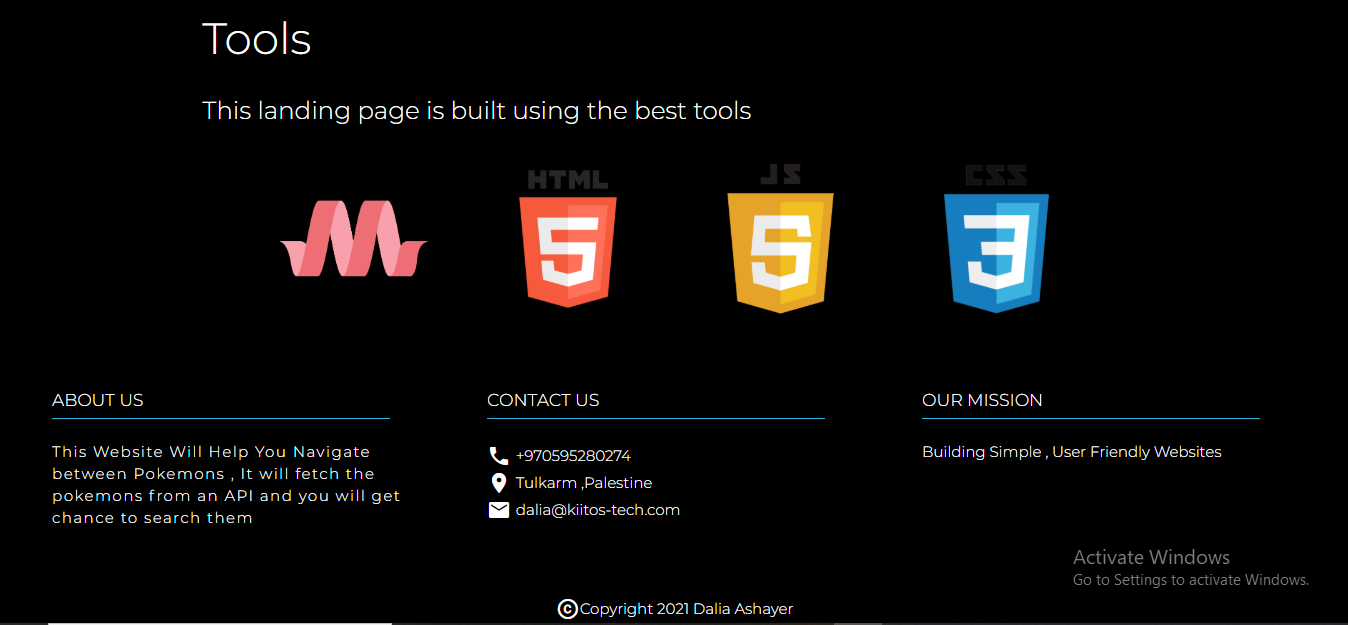 Tools
This landing page is built using the best tools
HTML
JS
CSS
5
5
3
ABOUT US
This Website Will Help You Navigate
between Pokemons , It will fetch the
pokemons from an API and you will get
chance to search them
CONTACT US
+970595280274
Tulkarm ,Palestine
dalia@kiitos-tech.com
OUR MISSION
Building Simple , User Friendly Websites
Activate Windows
Go to Settings to activate Windows.
©Copyright 2021 Dalia Ashayer